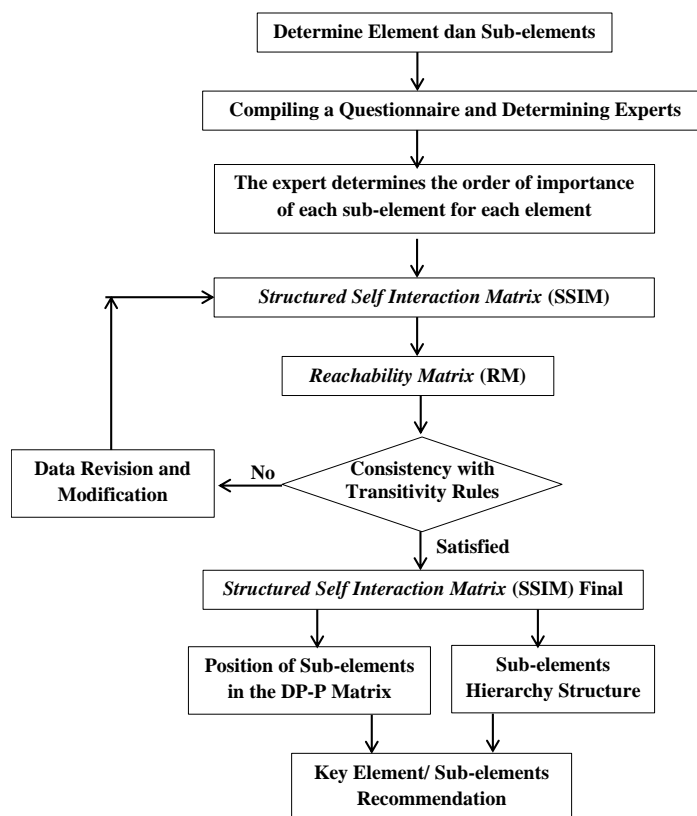 Determine Element dan Sub-elements
Compiling a Questionnaire and Determining Experts
The expert determines the order of importance
of each sub-element for each element
Structured Self Interaction Matrix (SSIM)
Reachability Matrix (RM)
Consistency with
Transitivity Rules
No
Data Revision and
Modification
Satisfied
Structured Self Interaction Matrix (SSIM) Final
Position of Sub-elements
in the DP-P Matrix
Sub-elements
Hierarchy Structure
Key Element/ Sub-elements
Recommendation